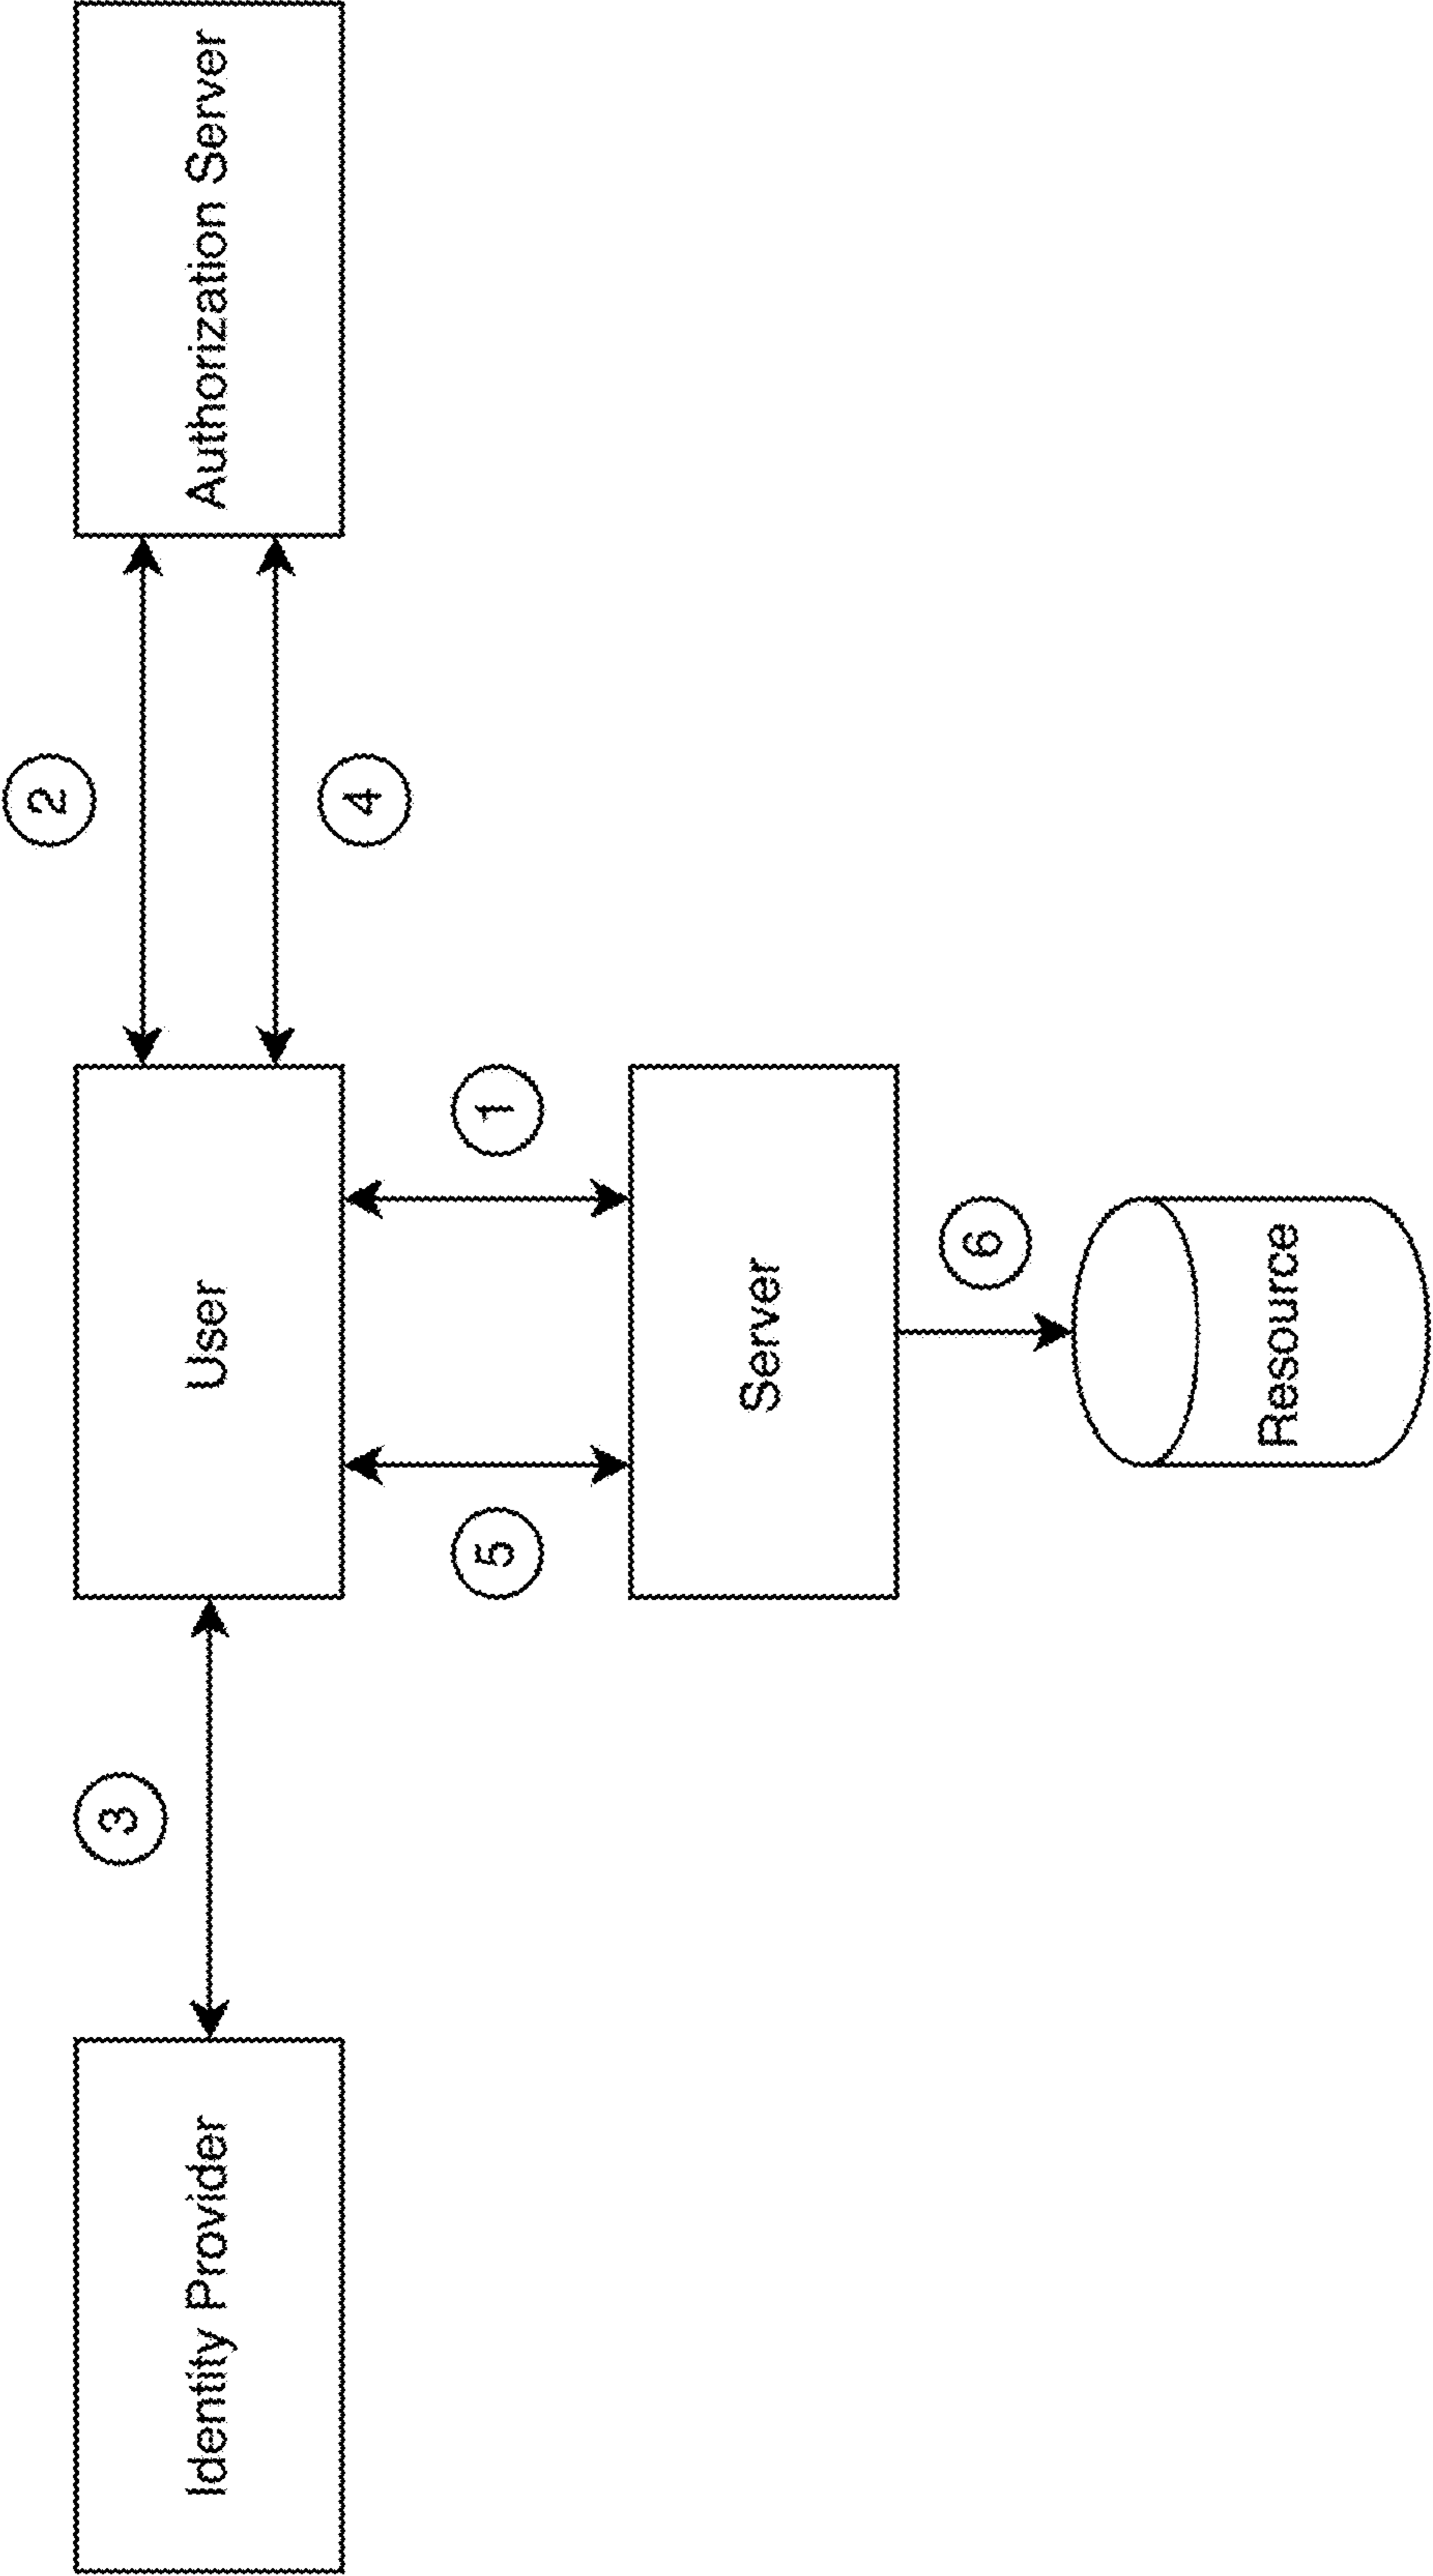 Identity Provider
3
User
2
4
Authorization Server
5
1
Server
6
Resource